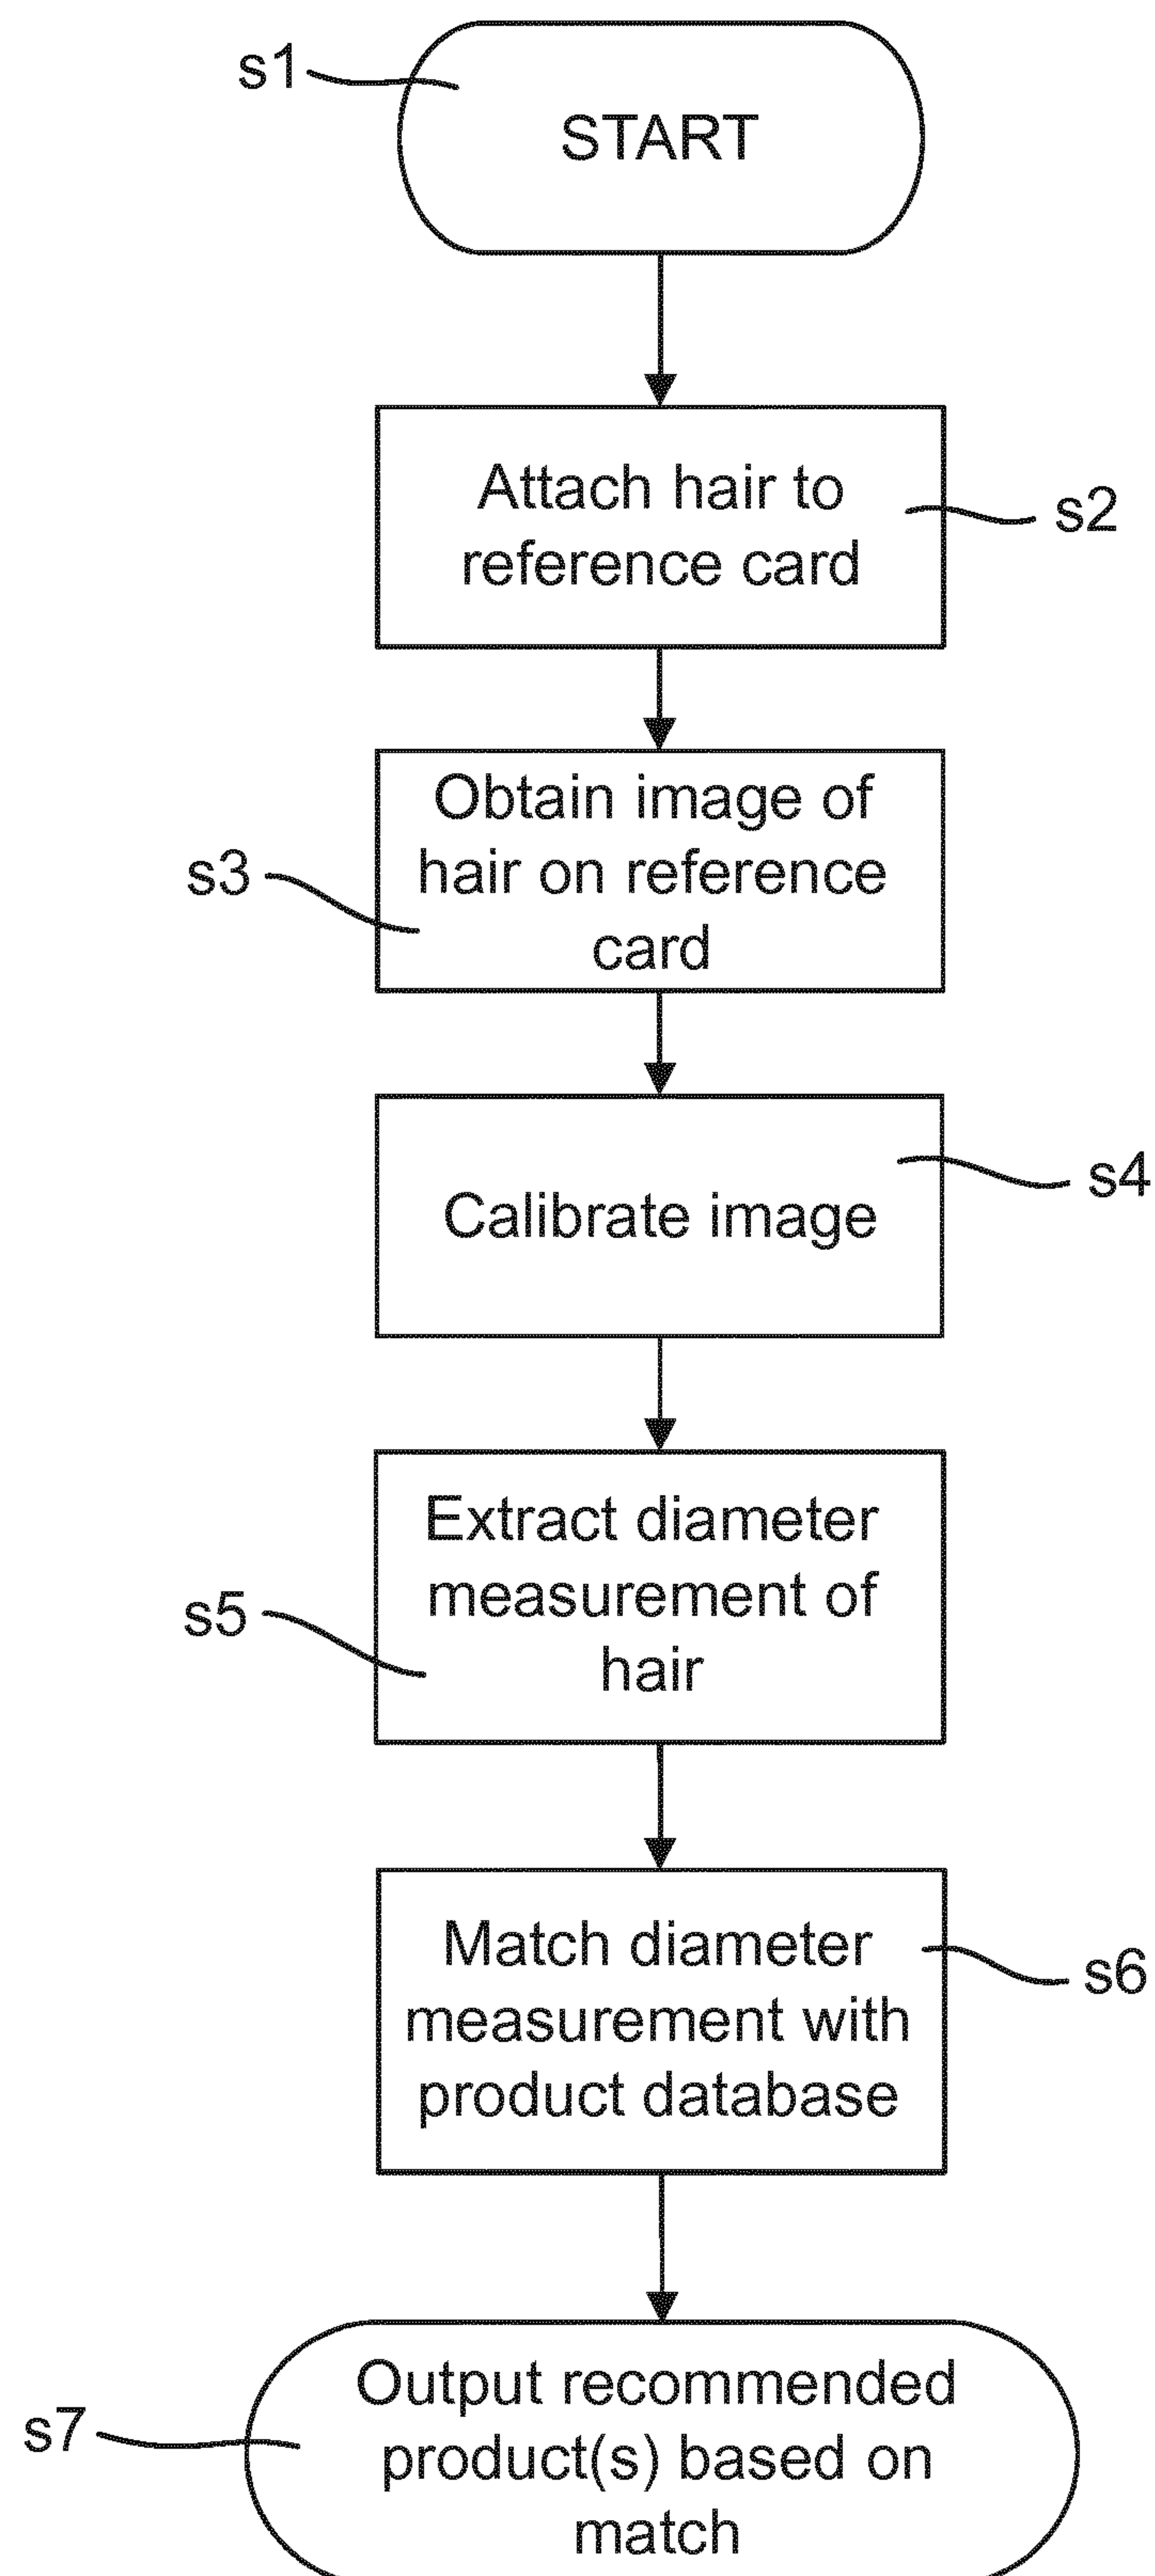 s1
START
Attach hair to
reference card
s2
Obtain image of
hair on reference
card
s3
Calibrate image
s4
Extract diameter
measurement of
hair
s5
Match diameter
measurement with
product database
s6
Output recommended
product(s) based on
match
s7